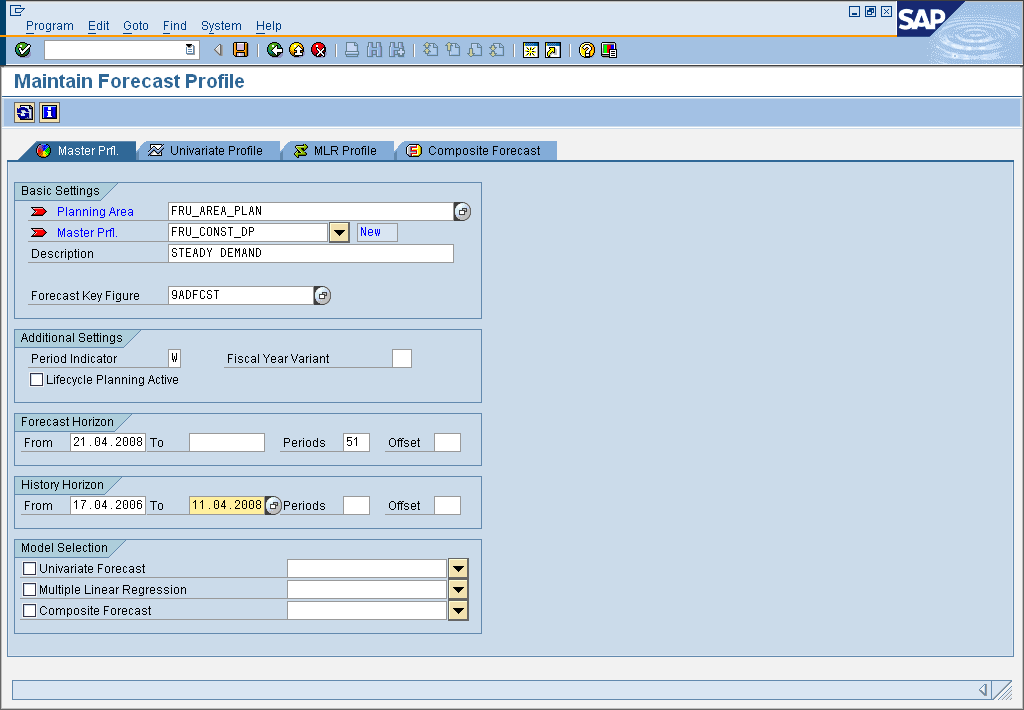 Program Edit Goto Find System Help
SAP
Maintain Forecast Profile
Master Prfl. Univariate Profile MLR Profile Composite Forecast
Basic Settings
Planning Area FRU_AREA_PLAN
Master Prfl. FRU_CONST_DP New
Description STEADY DEMAND
Forecast Key Figure 9ADFCST
Additional Settings
Period Indicator W Fiscal Year Variant
Lifecycle Planning Active
Forecast Horizon
From 21.04.2008 To Periods 51 Offset
History Horizon
From 17.04.2006 To 11.04.2008 Periods Offset
Model Selection
Univariate Forecast
Multiple Linear Regression
Composite Forecast